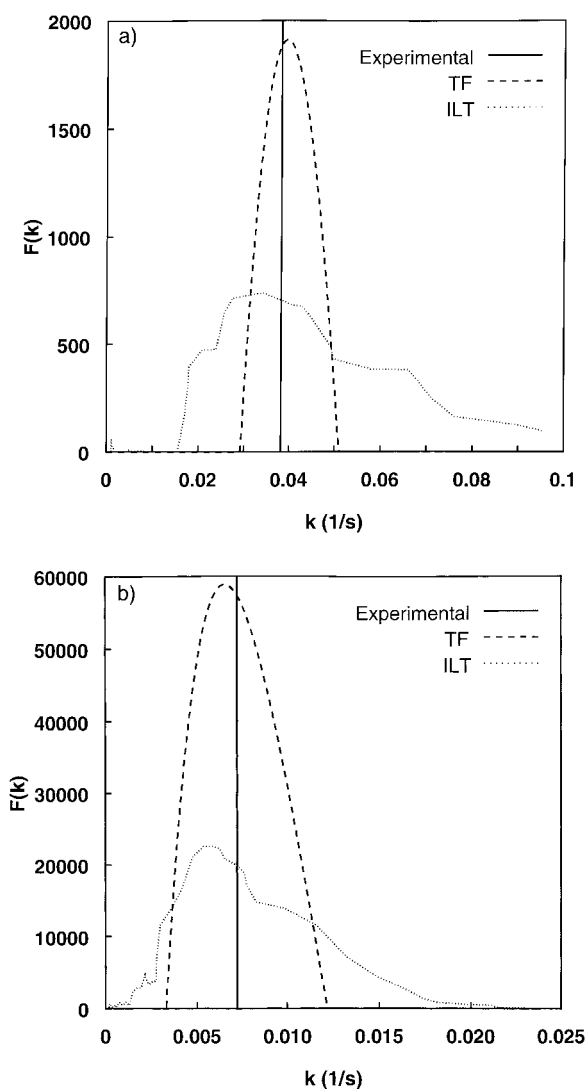 a)
2000
1500
1000
500
0
F(k)
Experimental
TF
ILT
0
0.02
0.04
0.06
0.08
0.1
k (1/s)
b)
60000
50000
40000
30000
20000
10000
0
F(k)
Experimental
TF
ILT
0
0.005
0.010
0.015
0.020
0.025
k (1/s)